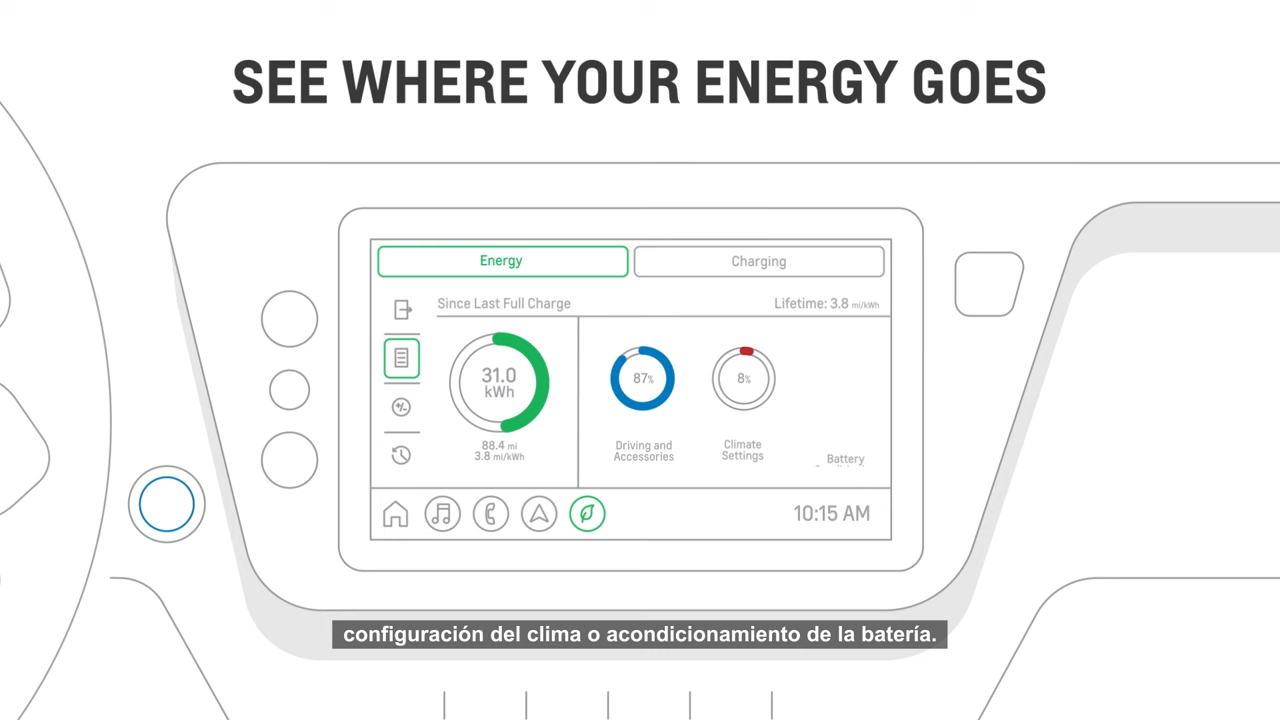 SEE WHERE YOUR ENERGY GOES
Energy
Charging
Since Last Full Charge
Lifetime: 3.8 mi/kWh
31.0
kWh
88.4 mi
3.8 mi/kWh
87%
8%
Driving and
Accessories
Climate
Settings
Battery
+/-
10:15 AM
configuración del clima o acondicionamiento de la batería.